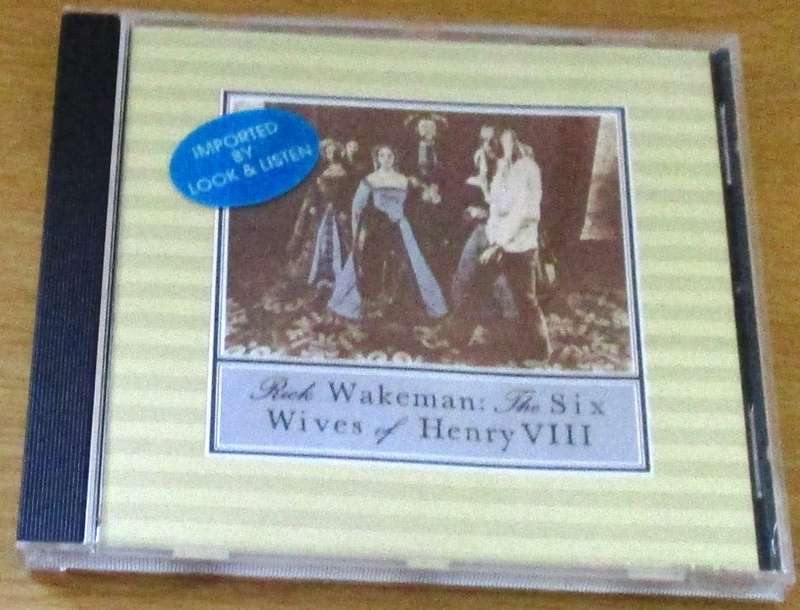 IMPORTED
BY
LOOK & LISTEN
Rick Wakeman: The Six
Wives of Henry VIII